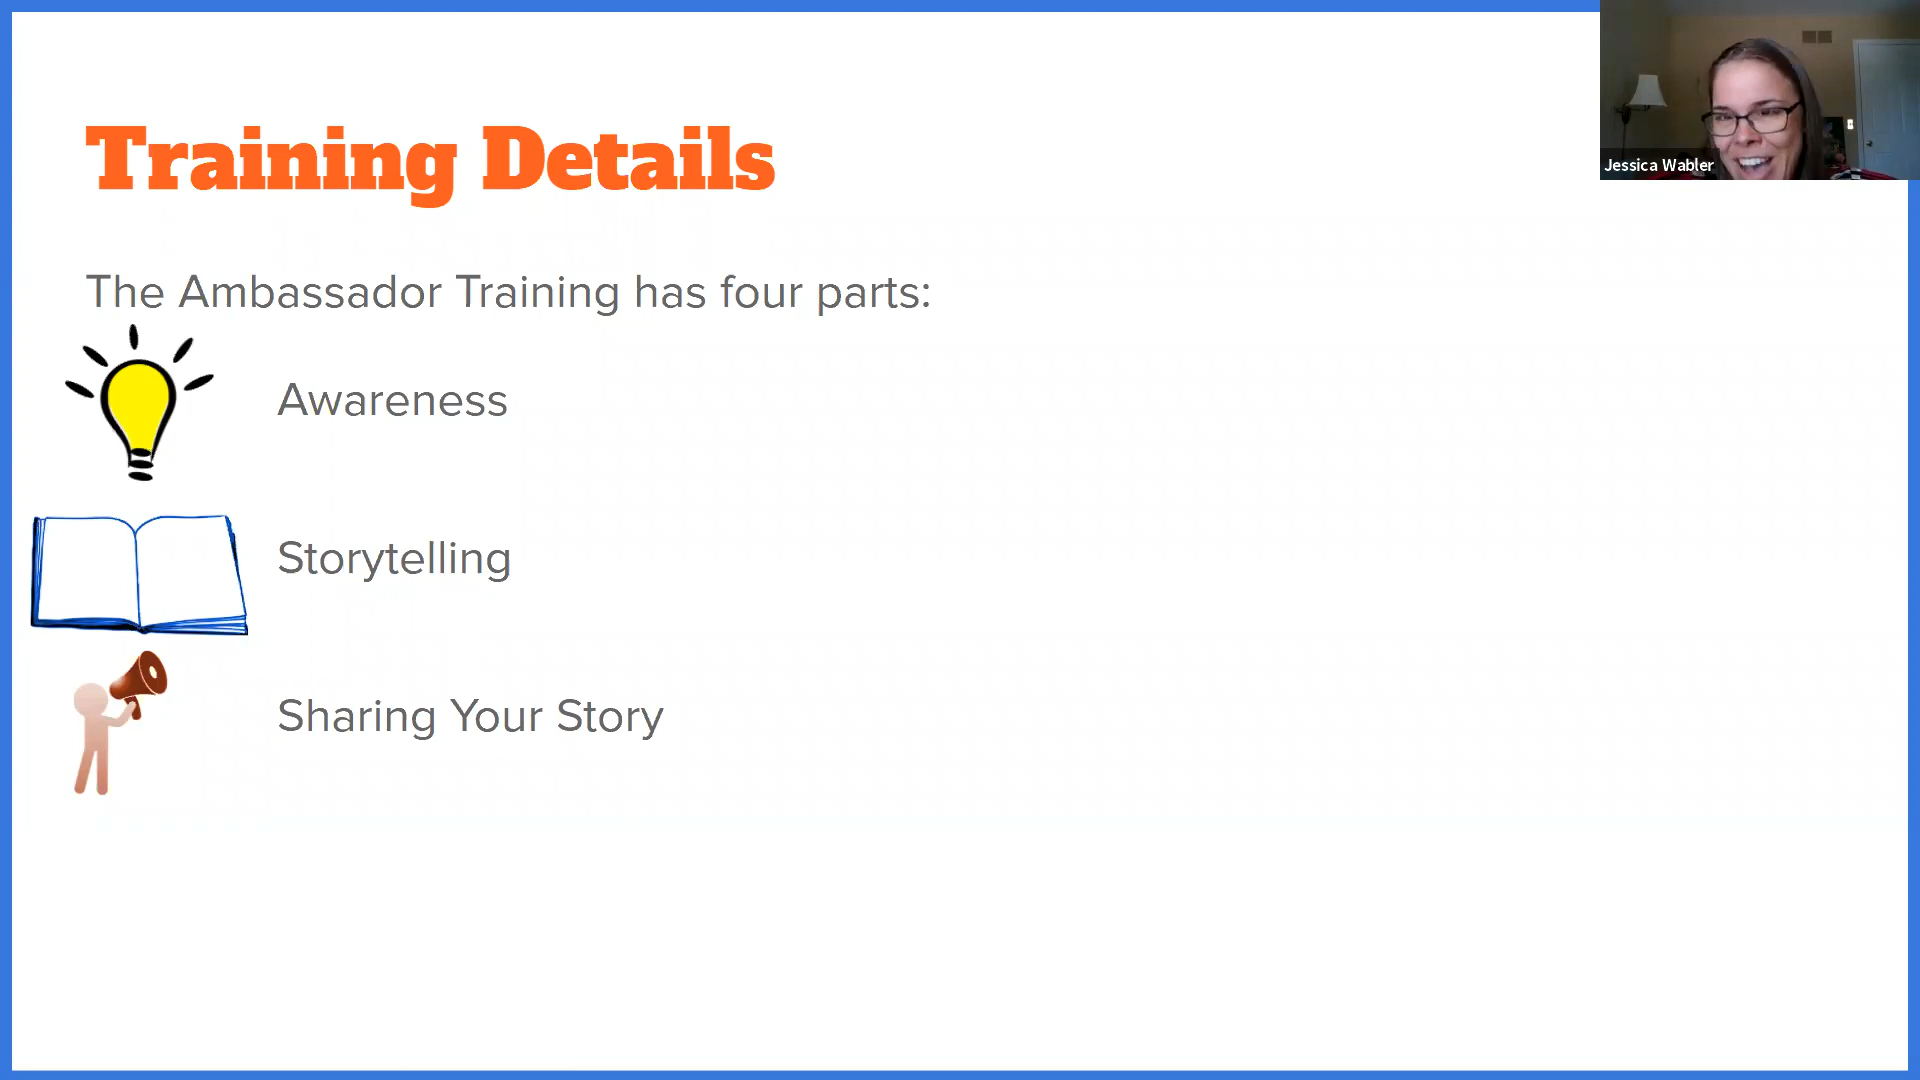 Training Details
Jessica Wabler
The Ambassador Training has four parts:
Awareness
Storytelling
Sharing Your Story